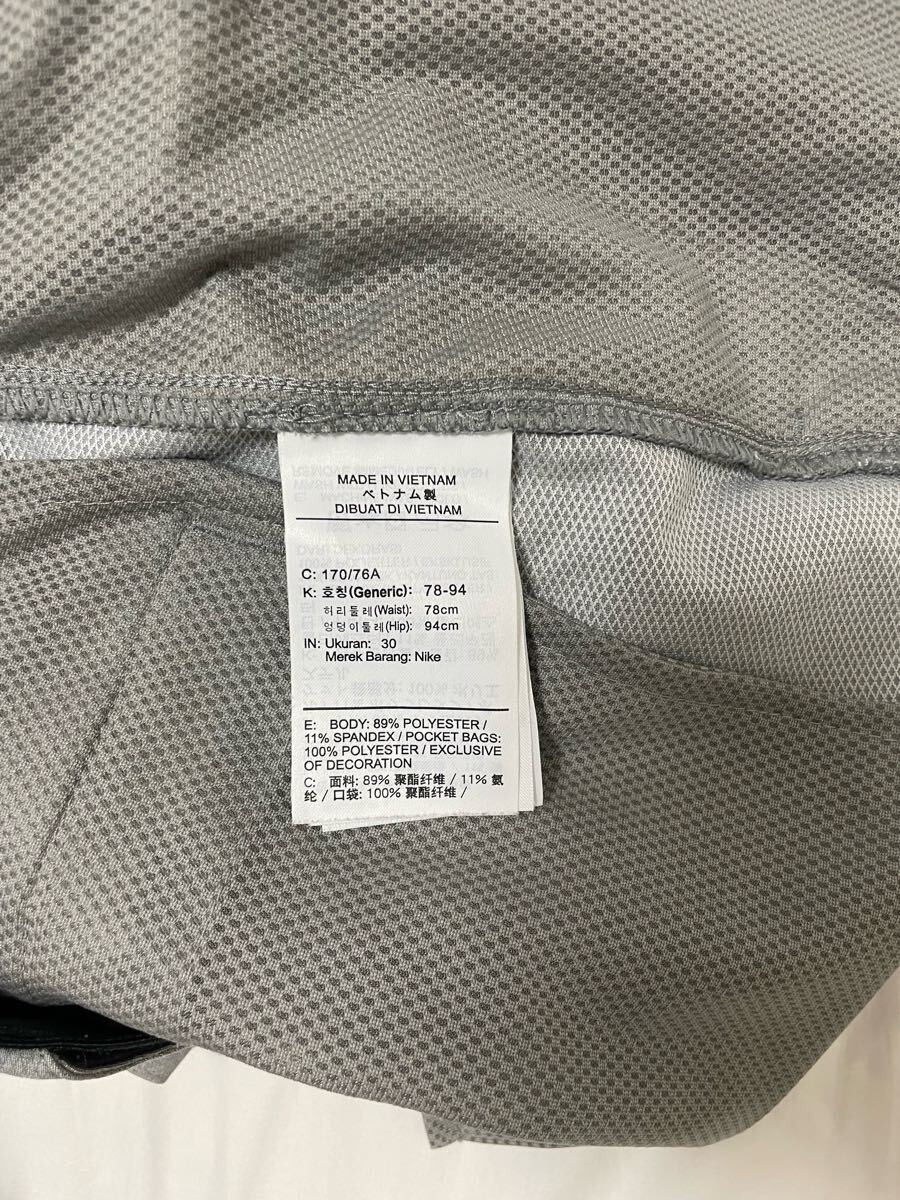 MADE IN VIETNAM
ベトナム製
DIBUAT DI VIETNAM
C: 170/76A
K: 호칭(Generic): 78-94
허리둘레(Waist): 78cm
엉덩이둘레(Hip): 94cm
IN: Ukuran: 30
Merek Barang: Nike
E: BODY: 89% POLYESTER /
11% SPANDEX / POCKET BAGS:
100% POLYESTER / EXCLUSIVE
OF DECORATION
C: 面料: 89% 聚酯纤维 / 11% 氨
纶 / 口袋: 100% 聚酯纤维 /